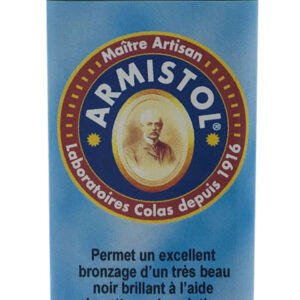 Maître Artisan
ARMISTOL®
Laboratoires Colas depuis 1916
Permet un excellent
bronzage d'un très beau
noir brillant à l'aide